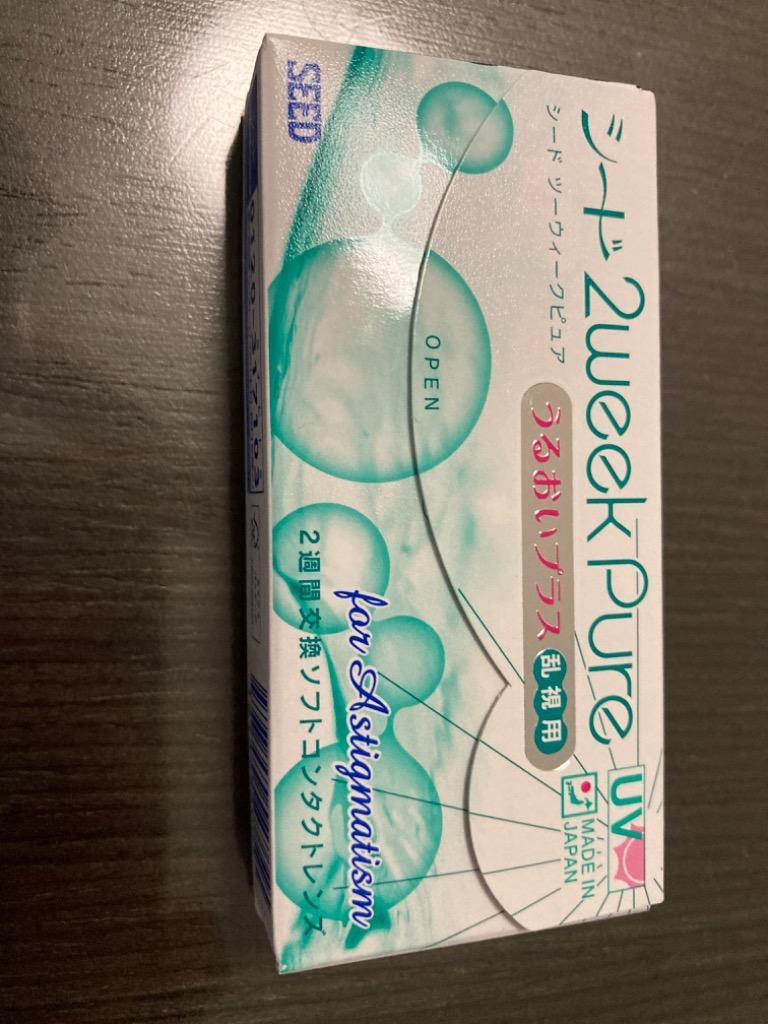 シード 2week Pure
シード ツーウィークピュア
うるおいプラス 乱視用
UV
MADE IN
JAPAN
OPEN
for Astigmatism
2週間交換ソフトコンタクトレンズ
SEED
0120-317103